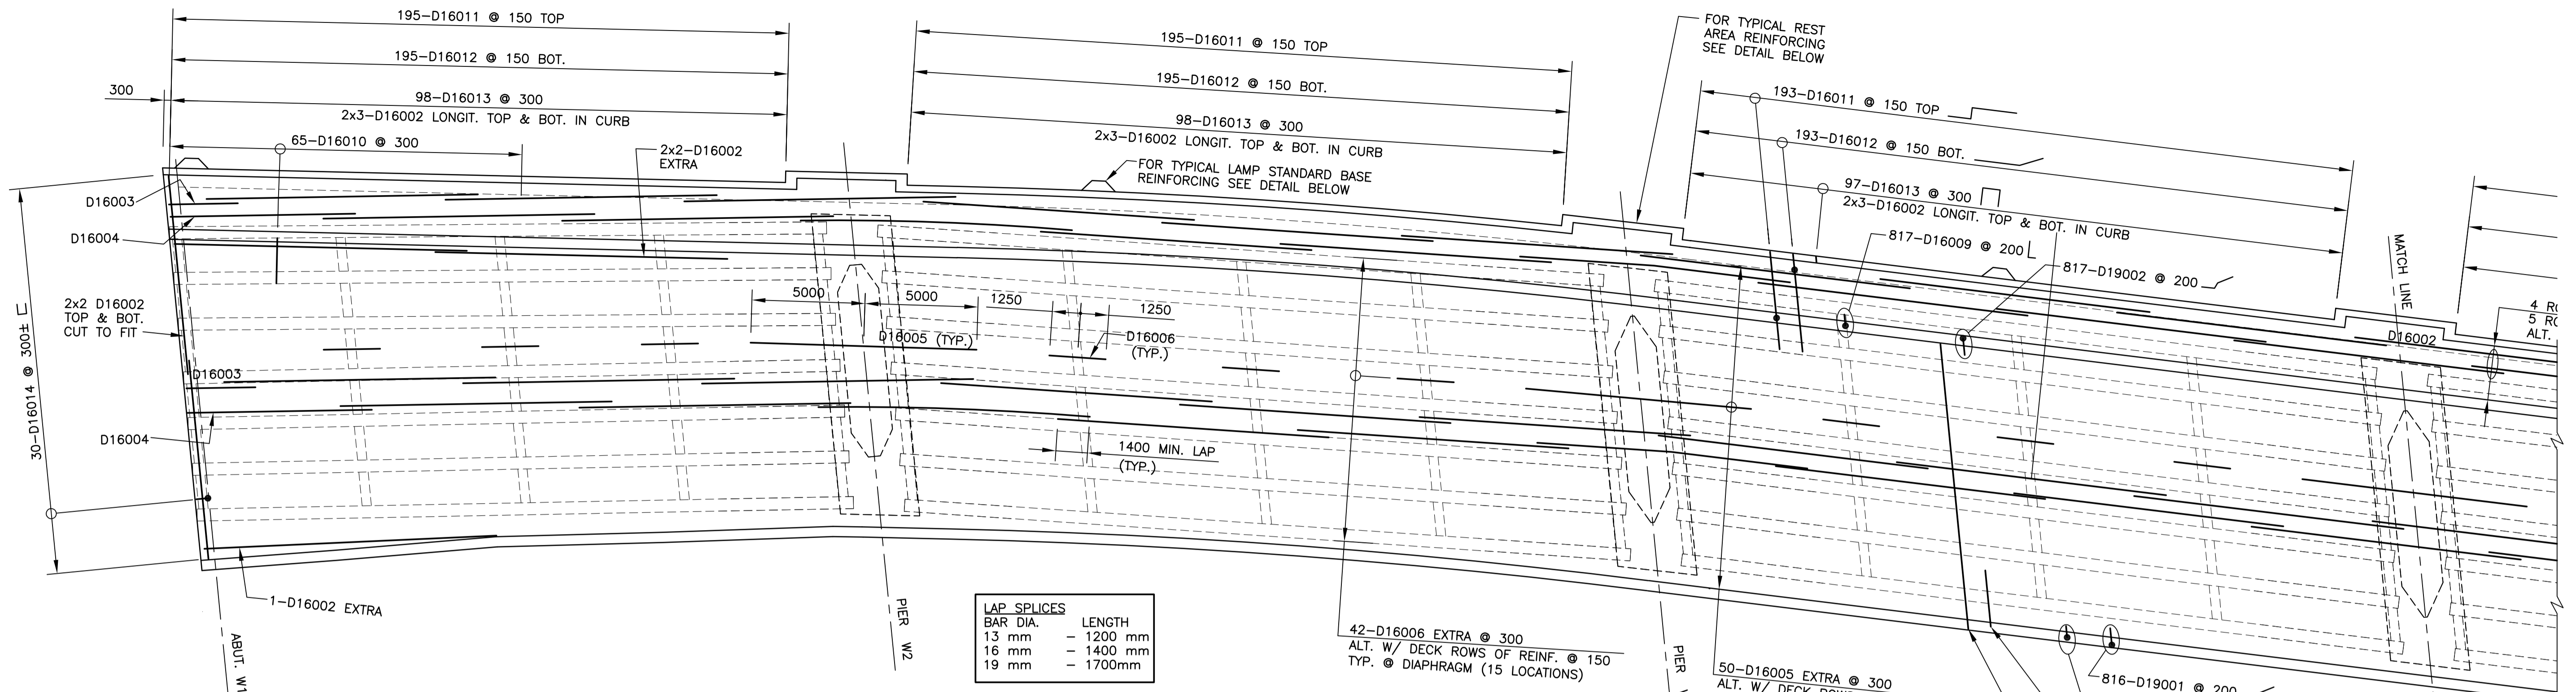 195-D16011 @ 150 TOP
195-D16012 @ 150 BOT.
300
98-D16013 @ 300
2x3-D16002 LONGIT. TOP & BOT. IN CURB
65-D16010 @ 300
2x2-D16002
EXTRA
195-D16011 @ 150 TOP
195-D16012 @ 150 BOT.
98-D16013 @ 300
2x3-D16002 LONGIT. TOP & BOT. IN CURB
FOR TYPICAL LAMP STANDARD BASE
REINFORCING SEE DETAIL BELOW
FOR TYPICAL REST
AREA REINFORCING
SEE DETAIL BELOW
193-D16011 @ 150 TOP
193-D16012 @ 150 BOT.
97-D16013 @ 300
2x3-D16002 LONGIT. TOP & BOT. IN CURB
817-D16009 @ 200
817-D19002 @ 200
MATCH LINE
D16002
ALT.
D16003
D16004
2x2 D16002
TOP & BOT.
CUT TO FIT
30-D16014 @ 300±
D16003
D16004
5000
5000
D16005 (TYP.)
1250
1250
D16006
(TYP.)
1400 MIN. LAP
(TYP.)
1-D16002 EXTRA
ABUT. W1
PIER W2
LAP SPLICES
BAR DIA. LENGTH
13 mm - 1200 mm
16 mm - 1400 mm
19 mm - 1700mm
42-D16006 EXTRA @ 300
ALT. W/ DECK ROWS OF REINF. @ 150
TYP. @ DIAPHRAGM (15 LOCATIONS)
PIER
50-D16005 EXTRA @ 300
ALT. W/ DECK
816-D19001 @ 200